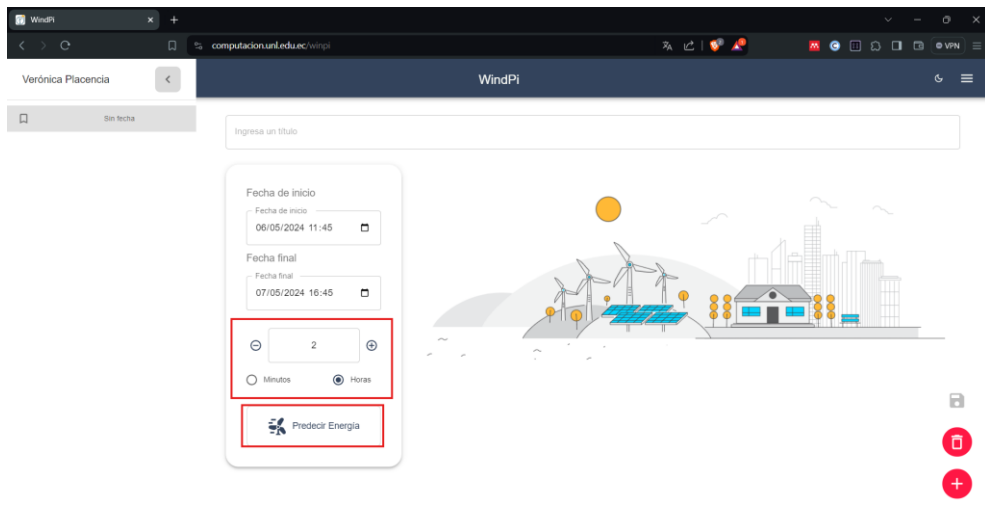 WindPi
computacion.unl.edu.ec/winpi
VPN
Verónica Placencia
WindPi
Sin fecha
Ingresa un título
Fecha de inicio
Fecha de inicio
06/05/2024 11:45
Fecha final
Fecha final
07/05/2024 16:45
2
Minutos
Horas
Predecir Energía